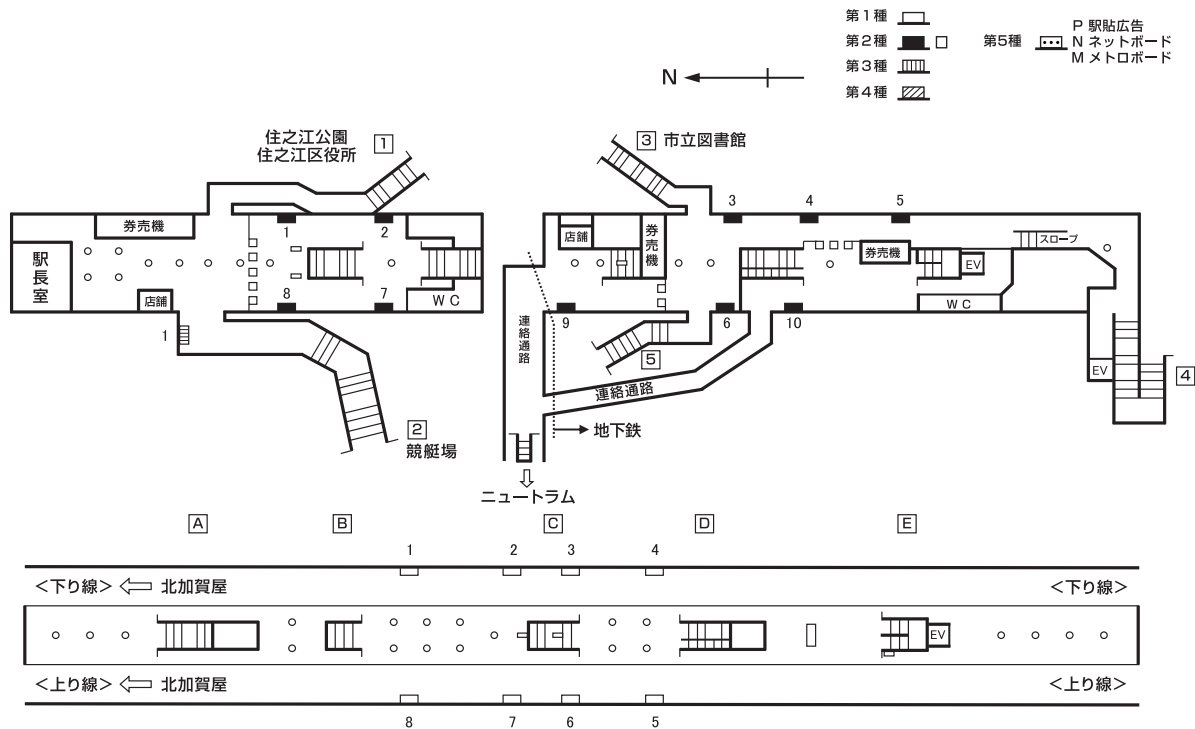 第1種
第2種
第3種
第4種
第5種
P 駅貼広告
N ネットボード
M メトロボード
N
住之江公園
住之江区役所
1
3
市立図書館
券売機
駅長室
店舗
1
2
8
7
WC
1
2
競艇場
店舗
券売機
3
4
5
券売機
EV
スロープ
WC
9
6
10
5
連絡通路
連絡通路
地下鉄
ニュートラム
EV
4
A
B
C
D
E
1
2
3
4
<下り線>
北加賀屋
<下り線>
EV
<上り線>
北加賀屋
<上り線>
8
7
6
5